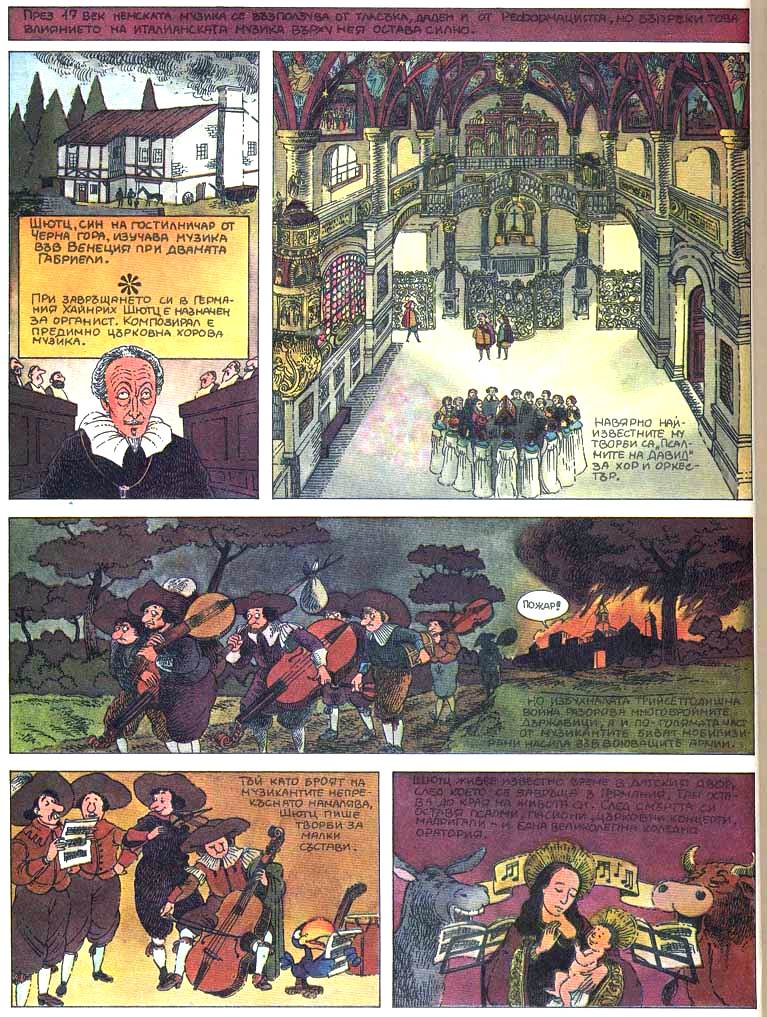 ПРЕЗ 17 ВЕК НЕМСКАТА МУЗИКА СЕ ВЪЗПОЛЗУВА ОТ ТЛАСЪКА, ДАДЕН Й ОТ РЕФОРМАЦИЯТА, НО ВЪПРЕКИ ТОВА
ВЛИЯНИЕТО НА ИТАЛИАНСКАТА МУЗИКА ВЪРХУ НЕЯ ОСТАВА СИЛНО.
ШЮТЦ, СИН НА ГОСТИЛНИЧАР ОТ
ЧЕРНА ГОРА, ИЗУЧАВА МУЗИКА
ВЪВ ВЕНЕЦИЯ ПРИ ДВАМАТА
ГАБРИЕЛИ.
ПРИ ЗАВРЪЩАНЕТО СИ В ГЕРМА-
НИЯ ХАЙНРИХ ШЮТЦ Е НАЗНАЧЕН
ЗА ОРГАНИСТ. КОМПОЗИРАЛ Е
ПРЕДИМНО ЦЪРКОВНА ХОРОВА
МУЗИКА.
НАВЯРНО НАЙ-
ИЗВЕСТНИТЕ МУ
ТВОРБИ СА „ПСАЛ-
МИТЕ НА ДАВИД"
ЗА ХОР И ОРКЕС-
ТЪР.
ПОЖАР!!
НО ИЗБУХНАЛАТА ТРИЙСЕТГОДИШНА
ВОЙНА РАЗОРОВА МНОГОБРОЙНИТЕ
ДЪРЖАВИЦИ, А И ПО-ГОЛЯМАТА ЧАСТ
ОТ МУЗИКАНТИТЕ БИВАТ МОБИЛИЗИ-
РАНИ НАСИЛА ВЪВ ВОЮВАЩИТЕ АРМИИ.
ТЪЙ КАТО БРОЯТ НА
МУЗИКАНТИТЕ НЕПРЕ-
КЪСНАТО НАМАЛЯВА,
ШЮТЦ ПИШЕ
ТВОРБИ ЗА
МАЛКИ
СЪСТАВИ.
ШЮТЦ ЖИВЕЕ ИЗВЕСТНО ВРЕМЕ В ДАТСКИЯ ДВОР,
СЛЕД КОЕТО СЕ ЗАВРЪЩА В ГЕРМАНИЯ, ГДЕ ОСТА-
ВА ДО КРАЯ НА ЖИВОТА СИ. СЛЕД СМЪРТТА СИ
ОСТАВЯ ПСАЛМИ, ПАСИОНИ, ЦЪРКОВНИ КОНЦЕРТИ,
МАДРИГАЛИ – И ЕДНА ВЕЛИКОЛЕПНА КОЛЕДНА
ОРАТОРИЯ.